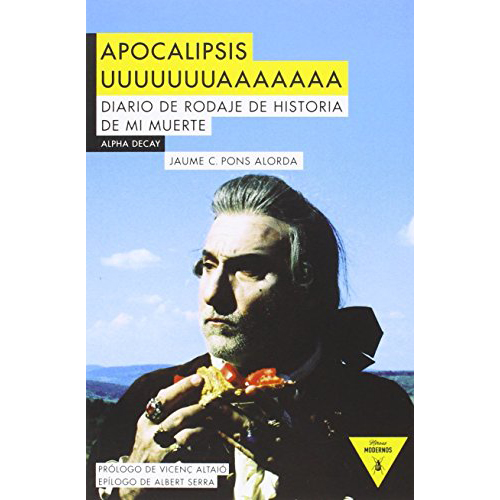 APOCALIPSIS
UUUUUUUAAAAAAA
DIARIO DE RODAJE DE HISTORIA
DE MI MUERTE
ALPHA DECAY
JAUME C. PONS ALORDA
Héroes
MODERNOS
PRÓLOGO DE VICENÇ ALTAIÓ
EPÍLOGO DE ALBERT SERRA